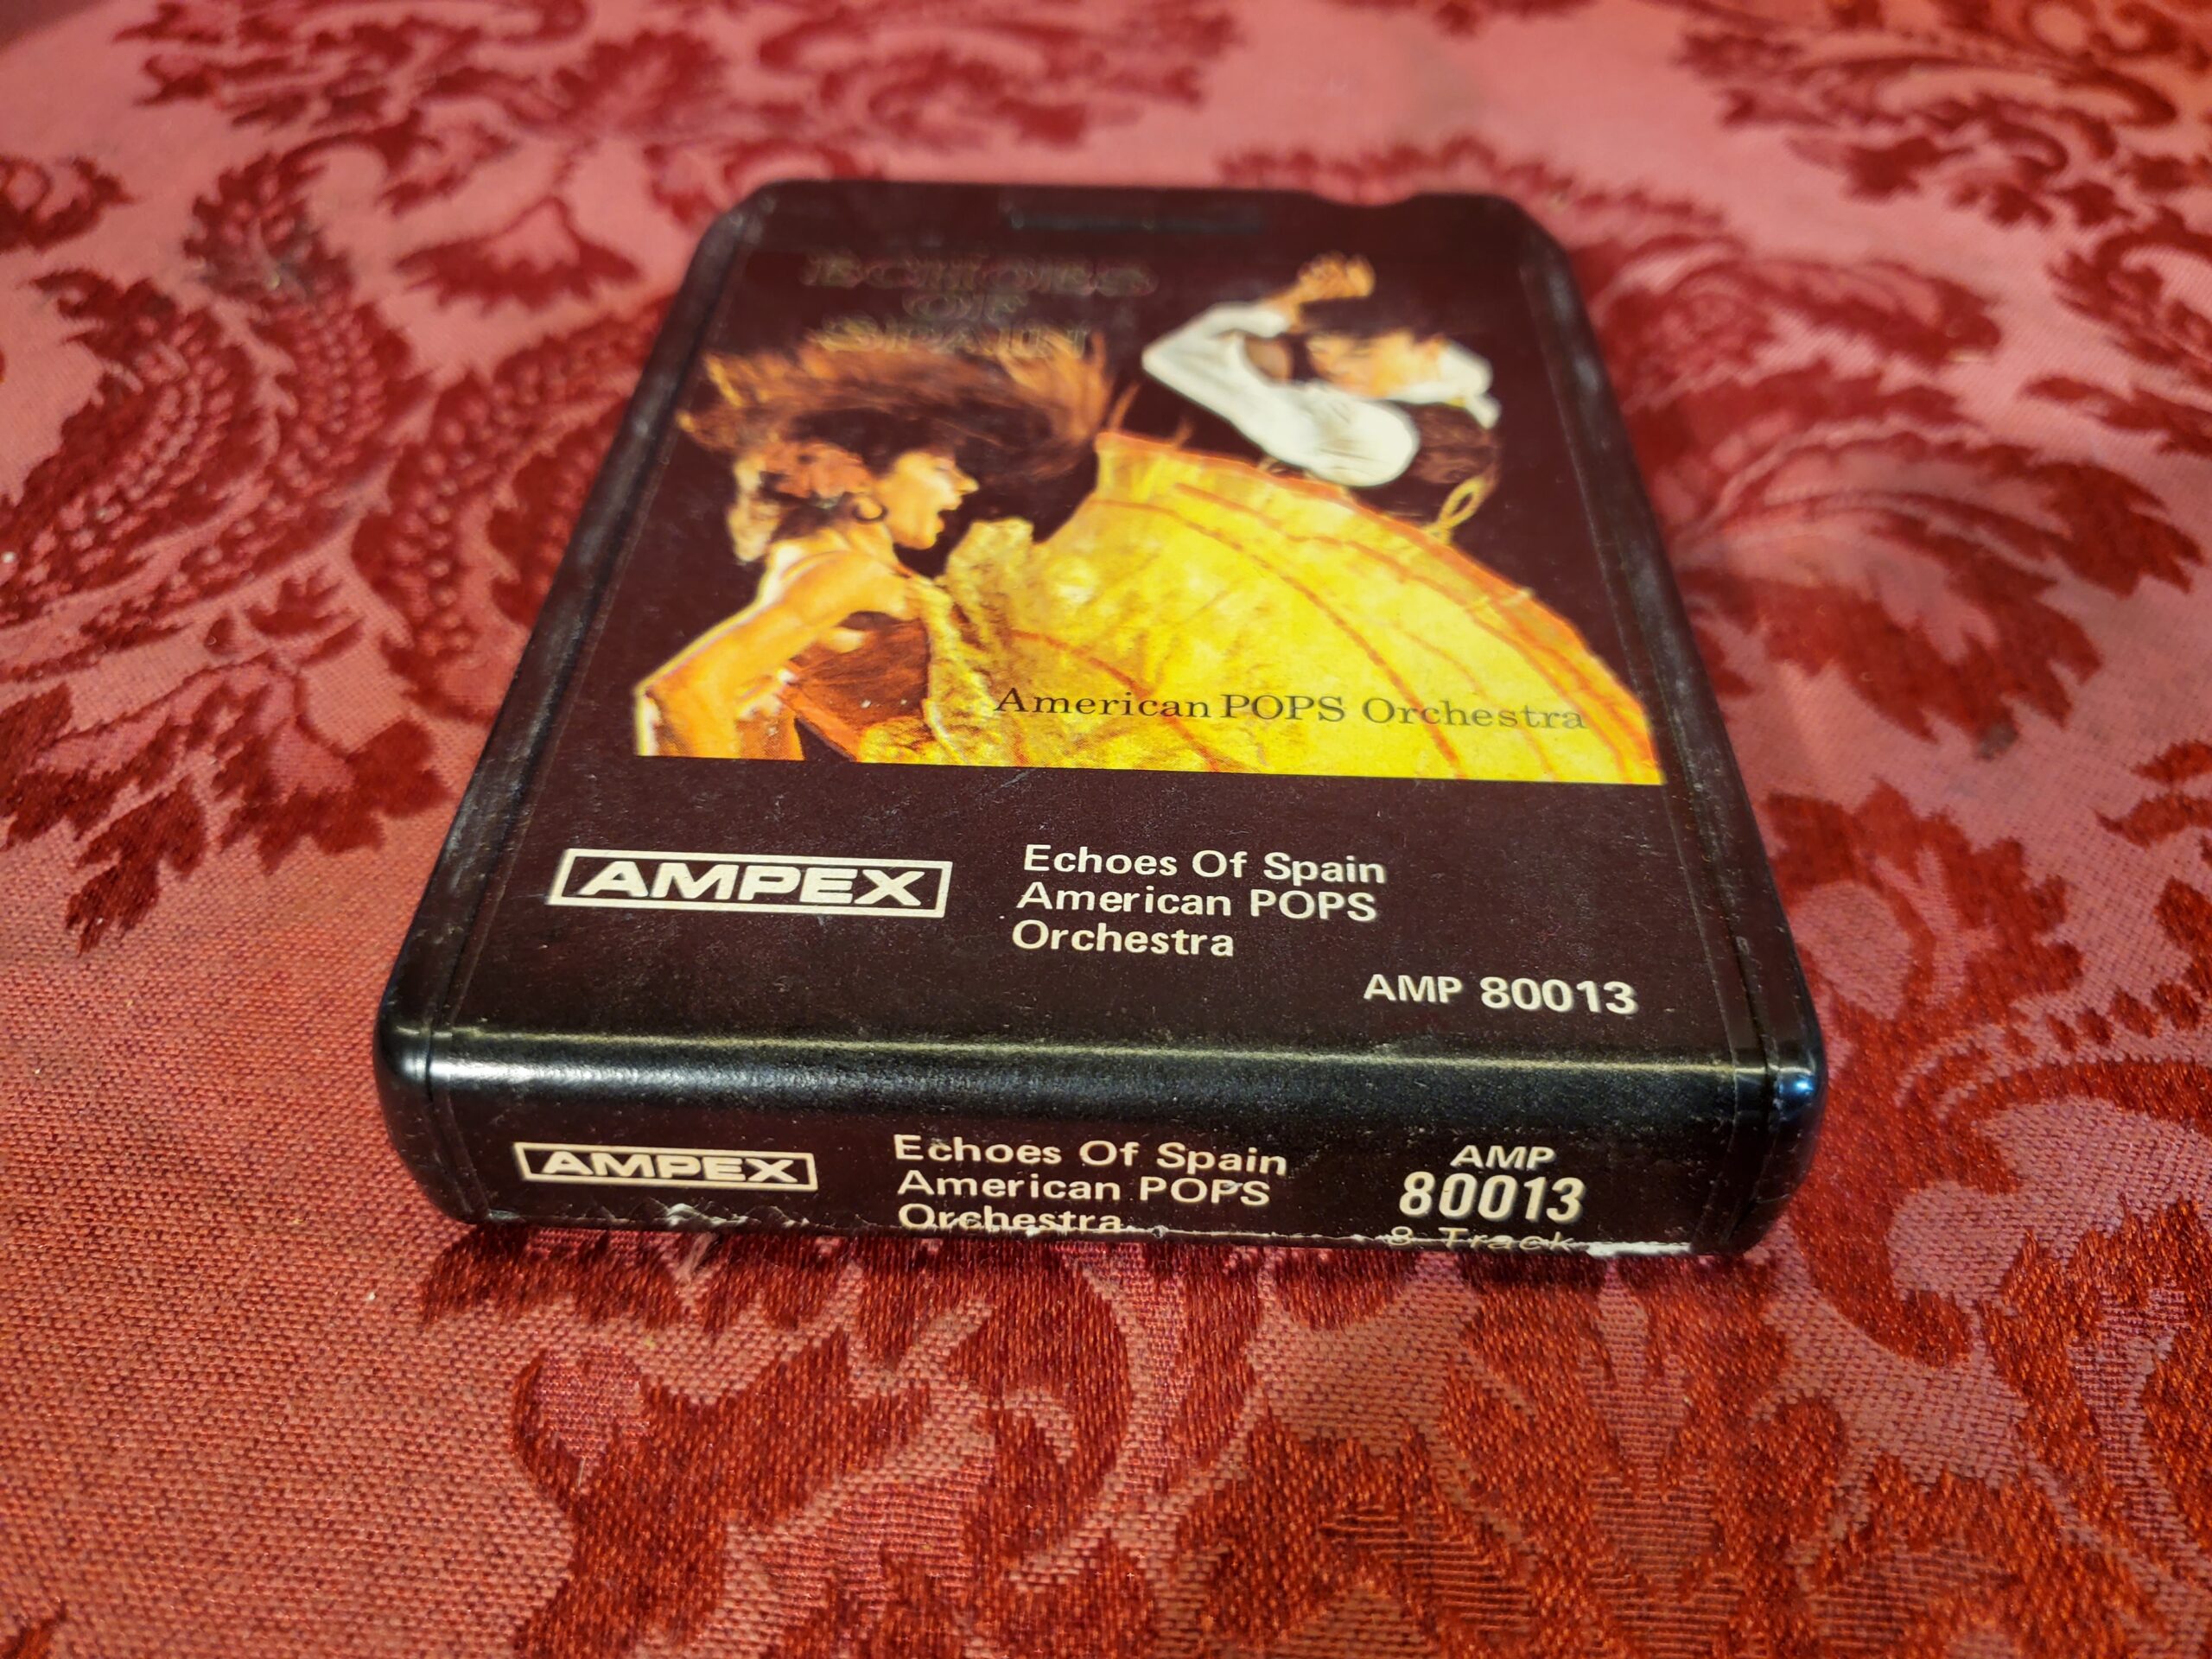 ECHOES
OF
SPAIN
American POPS Orchestra
AMPEX
Echoes Of Spain
American POPS
Orchestra
AMP 80013
AMPEX
Echoes Of Spain
American POPS
Orchestra
AMP
80013
8 Track